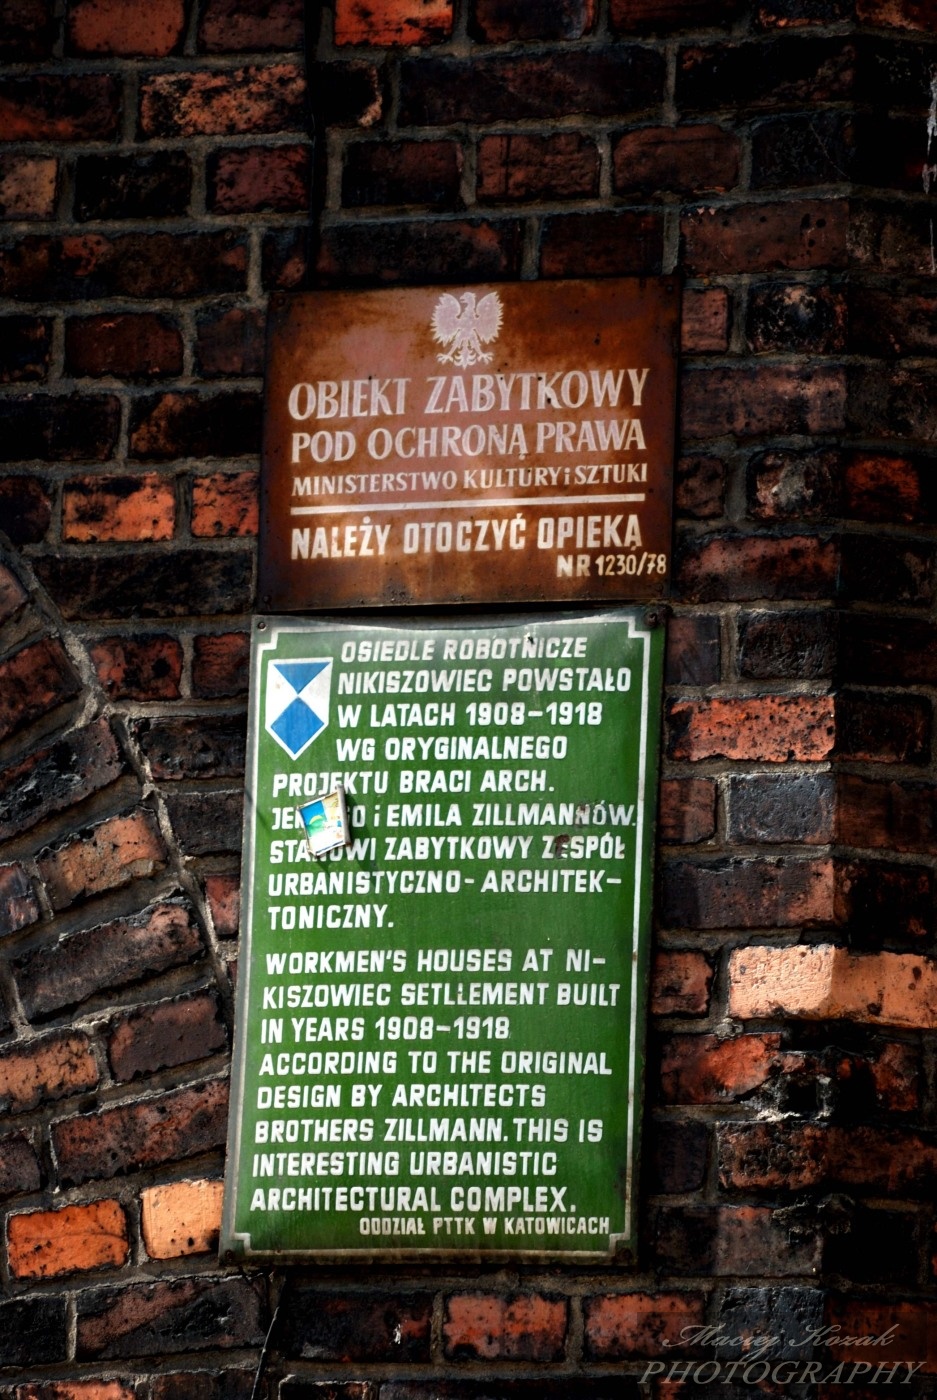 OBIEKT ZABYTKOWY
POD OCHRONĄ PRAWA
MINISTERSTWO KULTURY i SZTUKI
NALEŻY OTOCZYĆ OPIEKĄ
NR 1230/78
OSIEDLE ROBOTNICZE
NIKISZOWIEC POWSTAŁO
W LATACH 1908-1918
WG ORYGINALNEGO
PROJEKTU BRACI ARCH.
i EMILA ZILLMANNÓW.
STANOWI ZABYTKOWY ZESPÓŁ
URBANISTYCZNO-ARCHITEK-
TONICZNY.
WORKMEN'S HOUSES AT NI-
KISZOWIEC SETLLEMENT BUILT
IN YEARS 1908-1918
ACCORDING TO THE ORIGINAL
DESIGN BY ARCHITECTS
BROTHERS ZILLMANN. THIS IS
INTERESTING URBANISTIC
ARCHITECTURAL COMPLEX.
ODDZIAŁ PTTK W KATOWICACH
Maciej Kozak
PHOTOGRAPHY